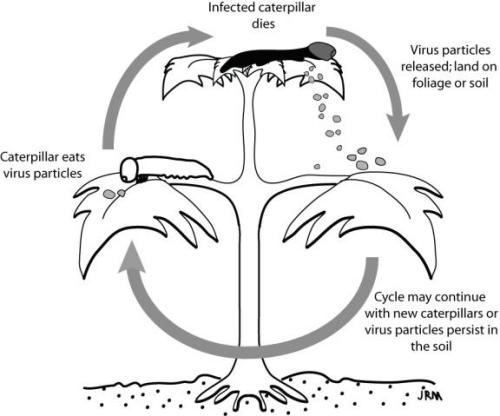 Infected caterpillar
dies
Virus particles
released; land on
foliage or soil
Caterpillar eats
virus particles
Cycle may continue
with new caterpillars or
virus particles persist in
the soil
JRM